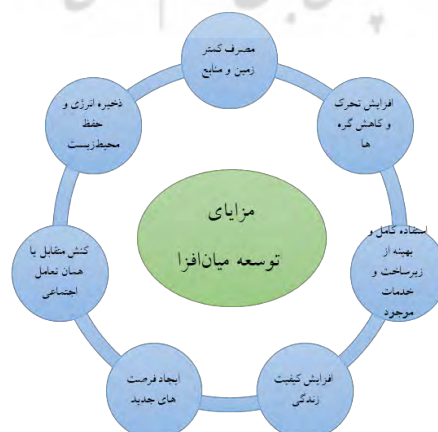 مصرف کمتر
زمین و منابع
افزایش تحرک
و کاهش گره
ها
استفاده کامل و
بهینه از
زیرساخت و
خدمات
موجود
افزایش کیفیت
زندگی
ایجاد فرصت
های جدید
کنش متقابل یا
همان تعامل
اجتماعی
ذخیره انرژی و
حفظ
محیط‌زیست
مزایای
توسعه میان‌افزا